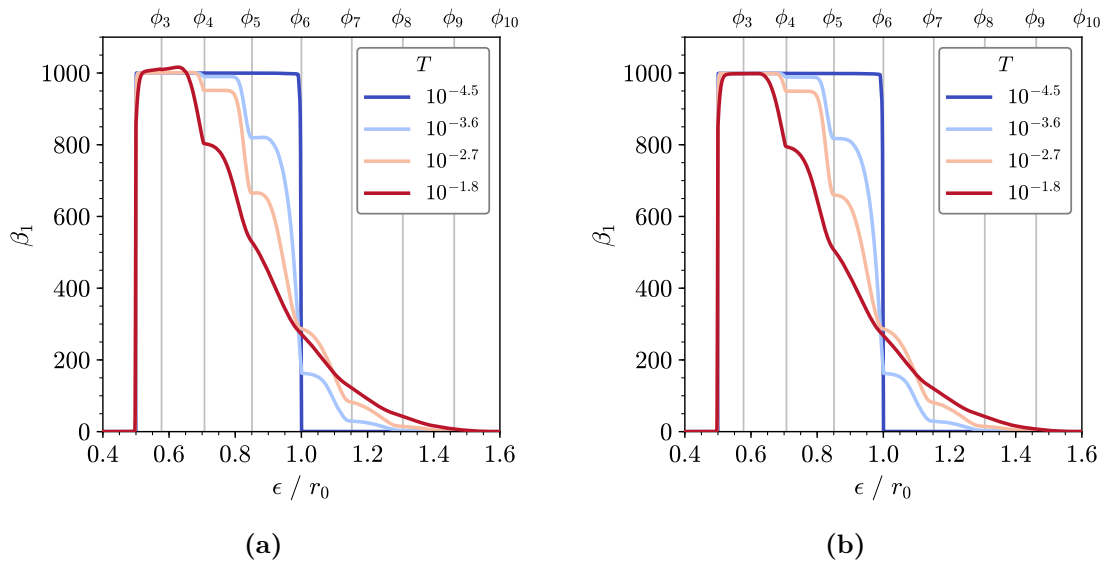 ϕ₃ ϕ₄ ϕ₅ ϕ₆ ϕ₇ ϕ₈ ϕ₉ ϕ₁₀
1000
800
600
400
200
0
β₁
T
10⁻⁴·⁵
10⁻³·⁶
10⁻²·⁷
10⁻¹·⁸
0.4 0.6 0.8 1.0 1.2 1.4 1.6
ϵ / r₀
(a)
ϕ₃ ϕ₄ ϕ₅ ϕ₆ ϕ₇ ϕ₈ ϕ₉ ϕ₁₀
1000
800
600
400
200
0
β₁
T
10⁻⁴·⁵
10⁻³·⁶
10⁻²·⁷
10⁻¹·⁸
0.4 0.6 0.8 1.0 1.2 1.4 1.6
ϵ / r₀
(b)